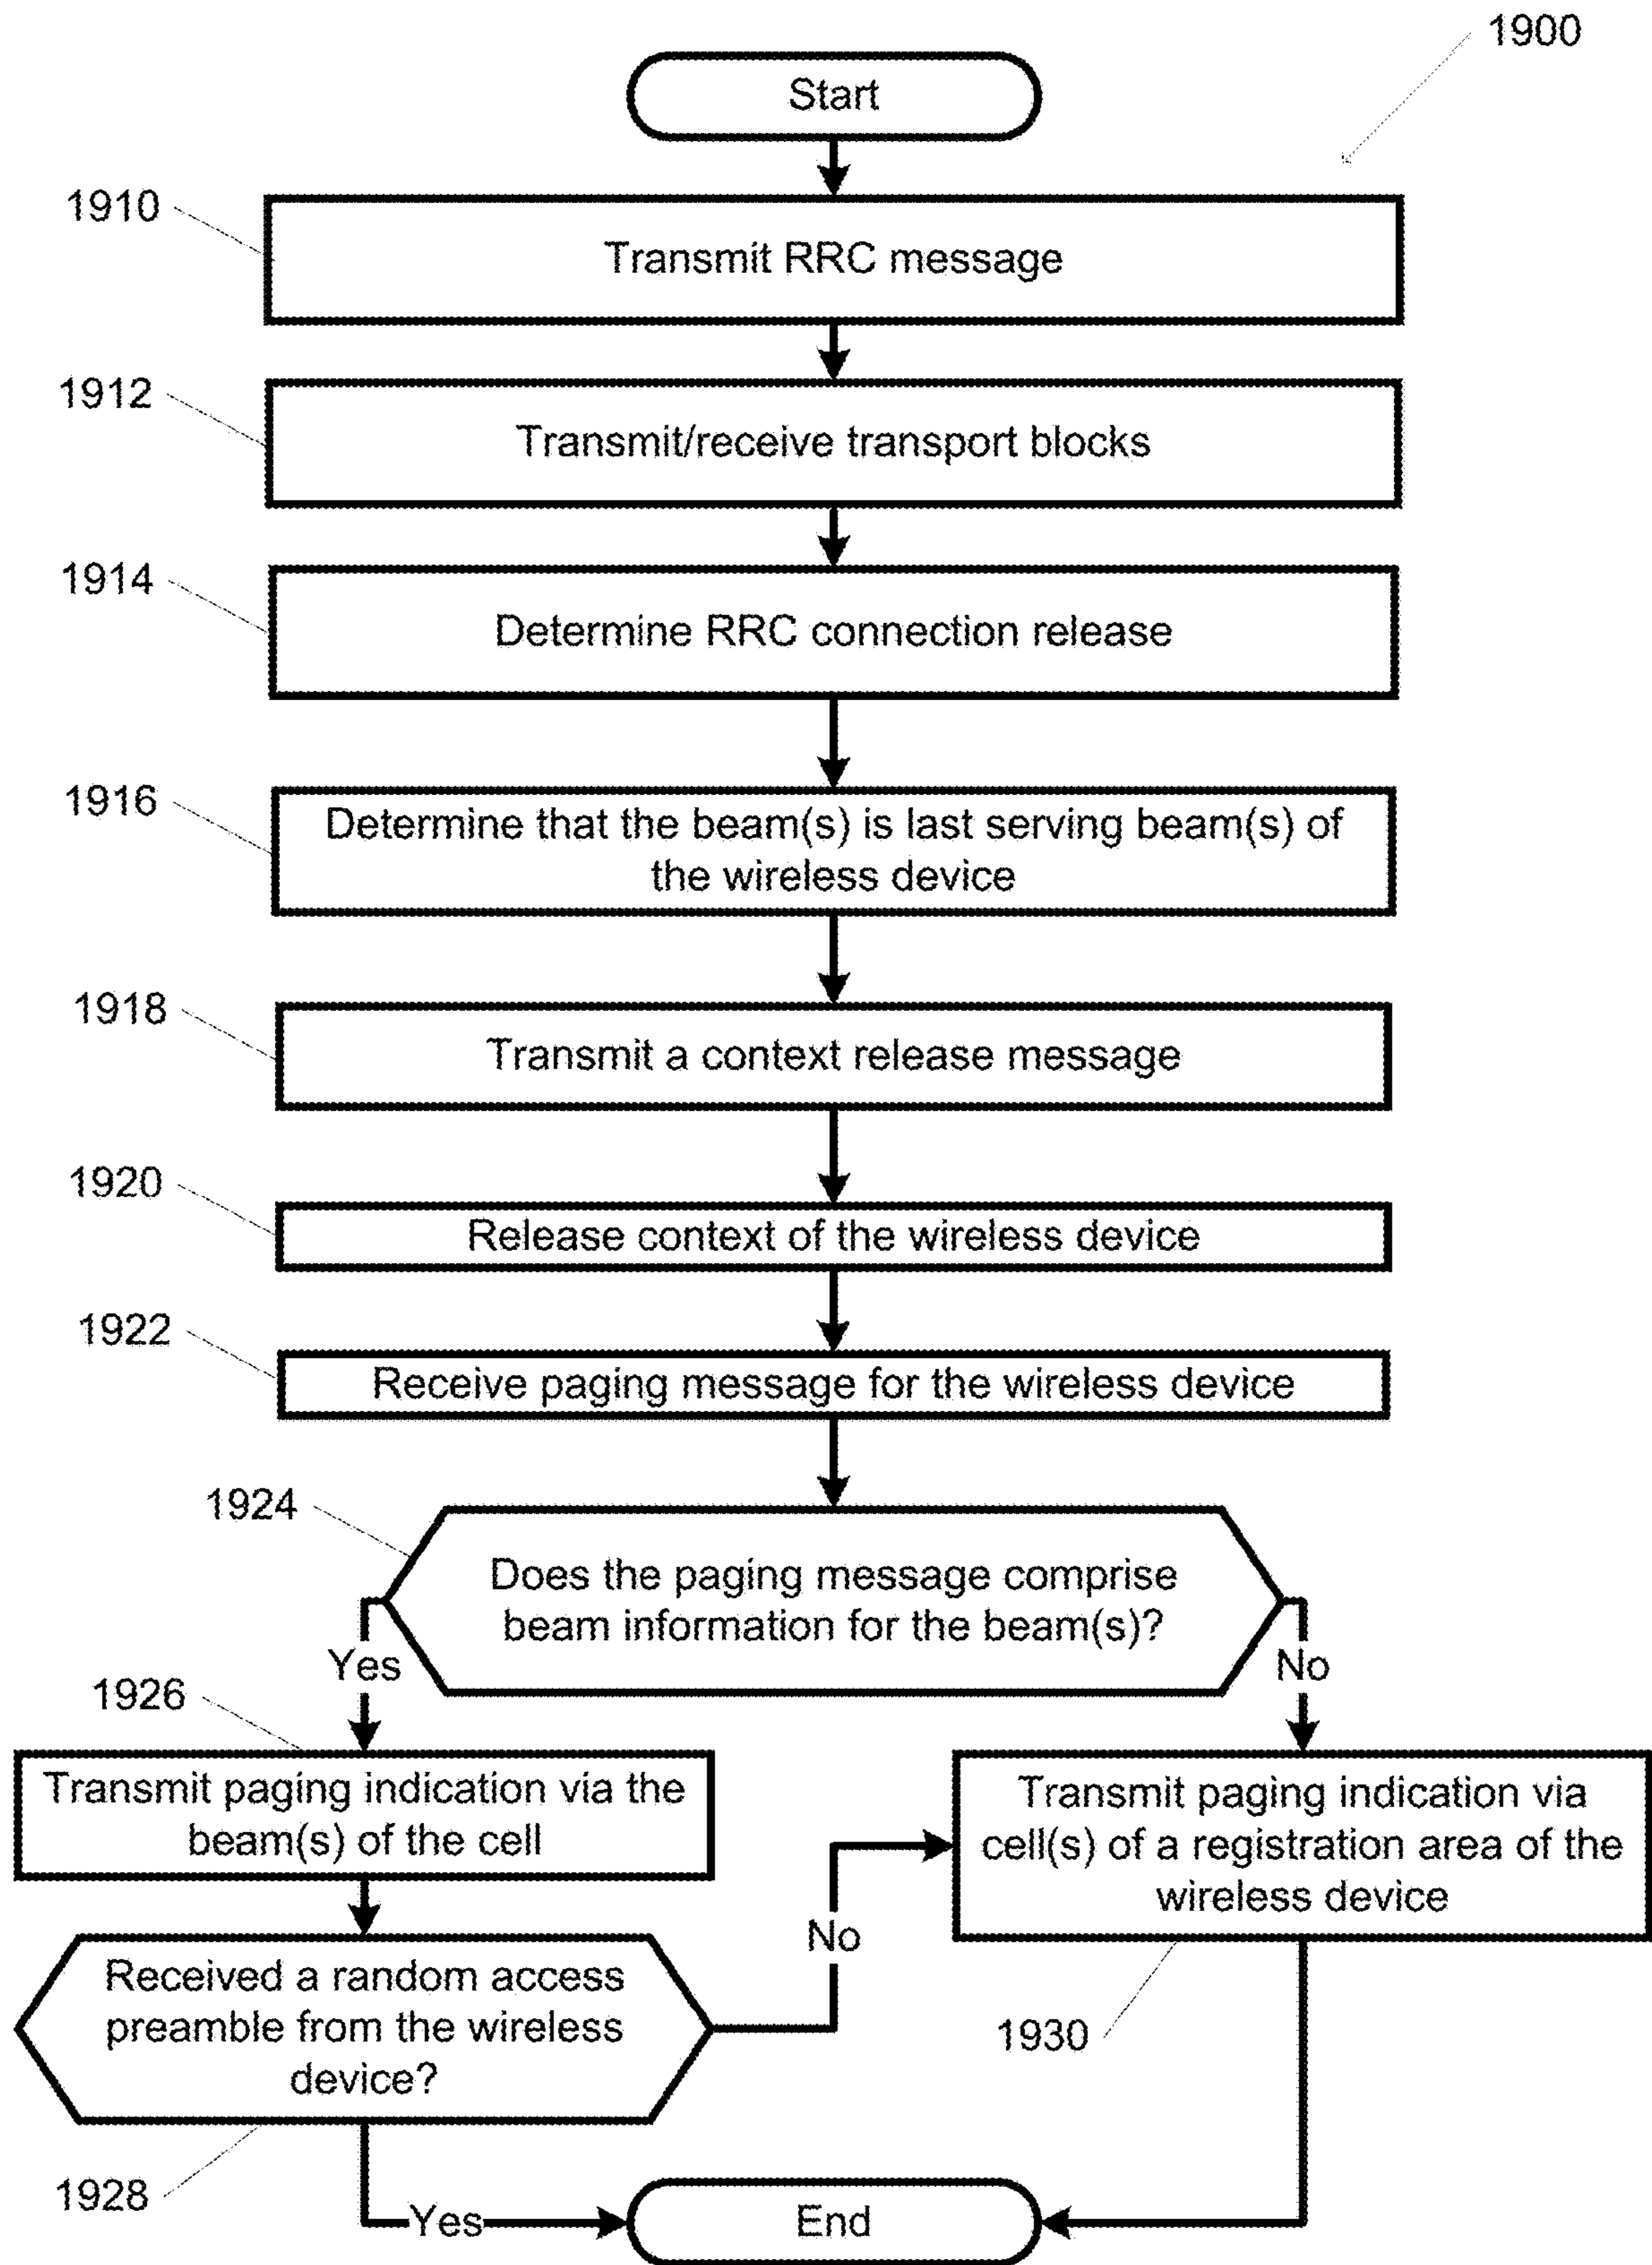 1900
Start
1910
Transmit RRC message
1912
Transmit/receive transport blocks
1914
Determine RRC connection release
1916
Determine that the beam(s) is last serving beam(s) of
the wireless device
1918
Transmit a context release message
1920
Release context of the wireless device
1922
Receive paging message for the wireless device
1924
Does the paging message comprise
beam information for the beam(s)?
Yes
No
1926
Transmit paging indication via the
beam(s) of the cell
Transmit paging indication via
cell(s) of a registration area of the
wireless device
No
Received a random access
preamble from the wireless
device?
1930
1928
Yes
End